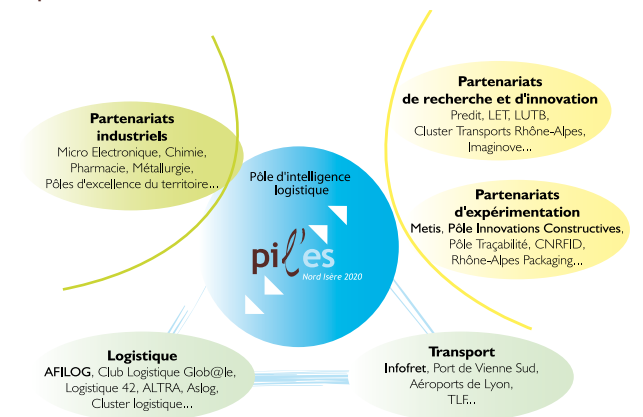 Partenariats
industriels
Micro Electronique, Chimie,
Pharmacie, Métallurgie,
Pôles d'excellence du territoire...
Partenariats
de recherche et d'innovation
Predit, LET, LUTB,
Cluster Transports Rhône-Alpes,
Imaginove...
Pôle d'intelligence
logistique
pil'es
Nord Isère 2020
Partenariats
d'expérimentation
Metis, Pôle Innovations Constructives,
Pôle Traçabilité, CNRFID,
Rhône-Alpes Packaging...
Logistique
AFILOG, Club Logistique Glob@le,
Logistique 42, ALTRA, Aslog,
Cluster logistique...
Transport
Infofret, Port de Vienne Sud,
Aéroports de Lyon,
TLF...